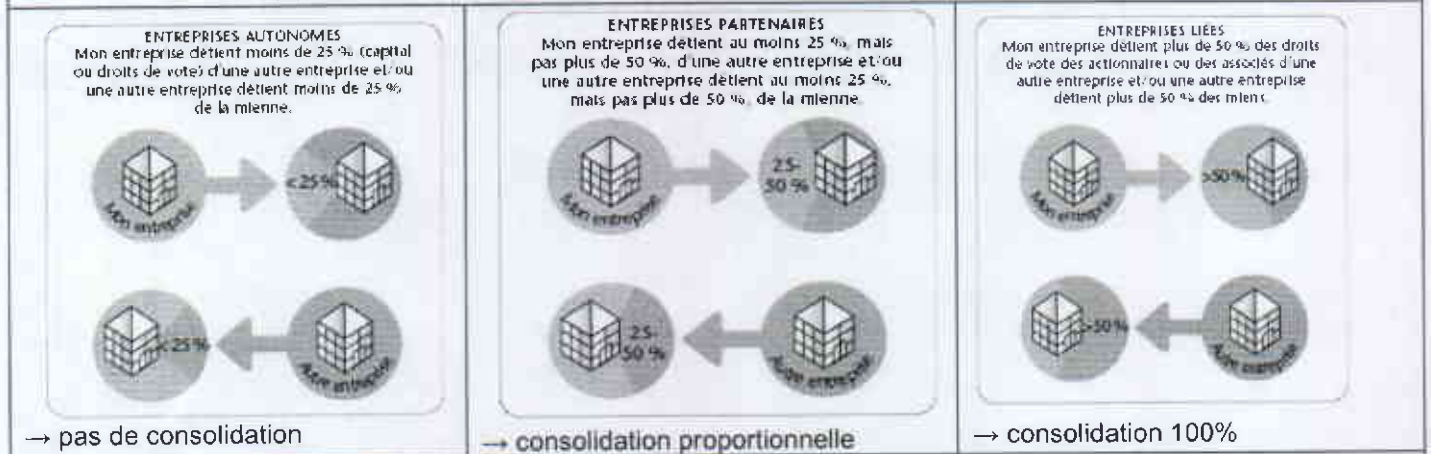 ENTREPRISES AUTONOMES
Mon entreprise détient moins de 25 % (capital
ou droits de vote) d'une autre entreprise et/ou
une autre entreprise détient moins de 25 %
de la mienne.
<25 %
Mon entreprise
< 25 %
Autre entreprise
→ pas de consolidation
ENTREPRISES PARTENAIRES
Mon entreprise détient au moins 25 %, mais
pas plus de 50 %, d'une autre entreprise et/ou
une autre entreprise détient au moins 25 %,
mais pas plus de 50 %, de la mienne.
25-
50 %
Mon entreprise
25-
50 %
Autre entreprise
→ consolidation proportionnelle
ENTREPRISES LIÉES
Mon entreprise détient plus de 50 % des droits
de vote des actionnaires ou des associés d'une
autre entreprise et/ou une autre entreprise
détient plus de 50 % des miens.
>50 %
Mon entreprise
>50 %
Autre entreprise
→ consolidation 100%